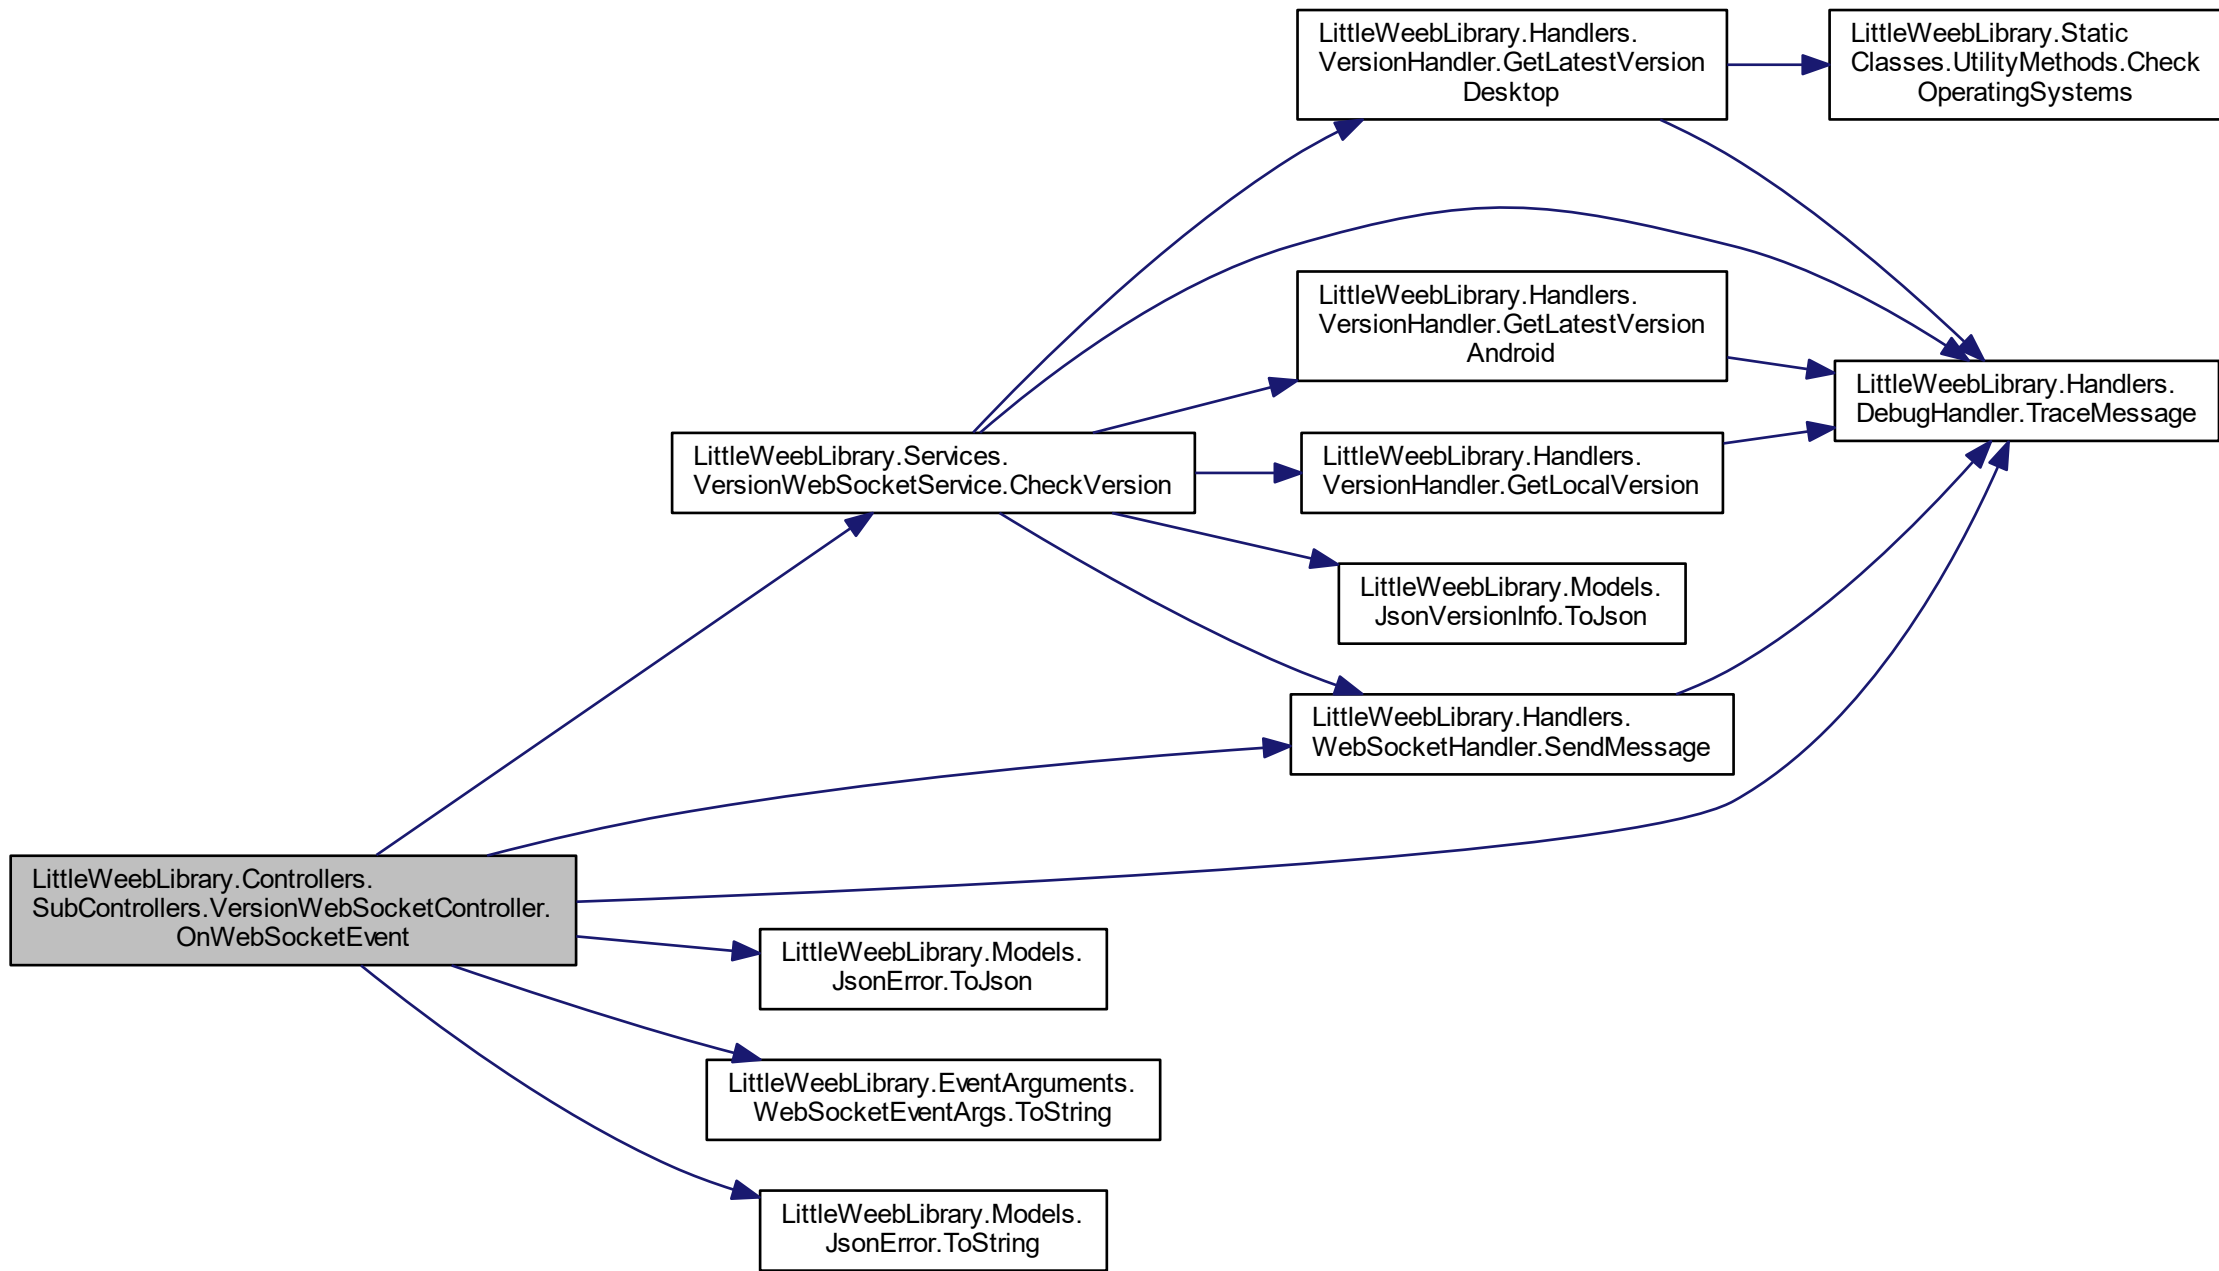 LittleWeebLibrary.Handlers.
VersionHandler.GetLatestVersion
Desktop
LittleWeebLibrary.Static
Classes.UtilityMethods.Check
OperatingSystems
LittleWeebLibrary.Handlers.
VersionHandler.GetLatestVersion
Android
LittleWeebLibrary.Handlers.
DebugHandler.TraceMessage
LittleWeebLibrary.Services.
VersionWebSocketService.CheckVersion
LittleWeebLibrary.Handlers.
VersionHandler.GetLocalVersion
LittleWeebLibrary.Models.
JsonVersionInfo.ToJson
LittleWeebLibrary.Handlers.
WebSocketHandler.SendMessage
LittleWeebLibrary.Controllers.
SubControllers.VersionWebSocketController.
OnWebSocketEvent
LittleWeebLibrary.Models.
JsonError.ToJson
LittleWeebLibrary.EventArguments.
WebSocketEventArgs.ToString
LittleWeebLibrary.Models.
JsonError.ToString